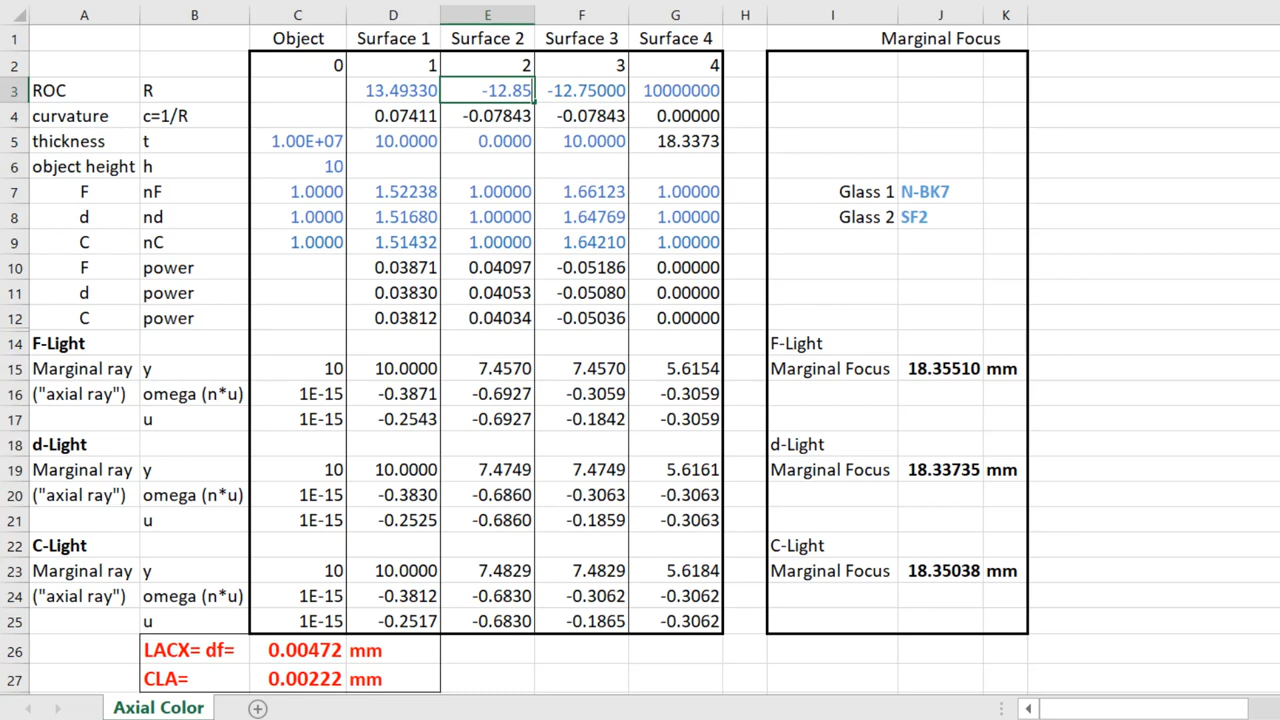 A B C D E F G H I J K
1 Object Surface 1 Surface 2 Surface 3 Surface 4 Marginal Focus
2 0 1 2 3 4
3 ROC R 13.49330 -12.85 -12.75000 10000000
4 curvature c=1/R 0.07411 -0.07843 -0.07843 0.00000
5 thickness t 1.00E+07 10.0000 0.0000 10.0000 18.3373
6 object height h 10
7 F nF 1.0000 1.52238 1.00000 1.66123 1.00000 Glass 1 N-BK7
8 d nd 1.0000 1.51680 1.00000 1.64769 1.00000 Glass 2 SF2
9 C nC 1.0000 1.51432 1.00000 1.64210 1.00000
10 F power 0.03871 0.04097 -0.05186 0.00000
11 d power 0.03830 0.04053 -0.05080 0.00000
12 C power 0.03812 0.04034 -0.05036 0.00000
14 F-Light F-Light
15 Marginal ray y 10 10.0000 7.4570 7.4570 5.6154 Marginal Focus 18.35510 mm
16 ("axial ray") omega (n*u) 1E-15 -0.3871 -0.6927 -0.3059 -0.3059
17 u 1E-15 -0.2543 -0.6927 -0.1842 -0.3059
18 d-Light d-Light
19 Marginal ray y 10 10.0000 7.4749 7.4749 5.6161 Marginal Focus 18.33735 mm
20 ("axial ray") omega (n*u) 1E-15 -0.3830 -0.6860 -0.3063 -0.3063
21 u 1E-15 -0.2525 -0.6860 -0.1859 -0.3063
22 C-Light C-Light
23 Marginal ray y 10 10.0000 7.4829 7.4829 5.6184 Marginal Focus 18.35038 mm
24 ("axial ray") omega (n*u) 1E-15 -0.3812 -0.6830 -0.3062 -0.3062
25 u 1E-15 -0.2517 -0.6830 -0.1865 -0.3062
26 LACX= df= 0.00472 mm
27 CLA= 0.00222 mm
Axial Color